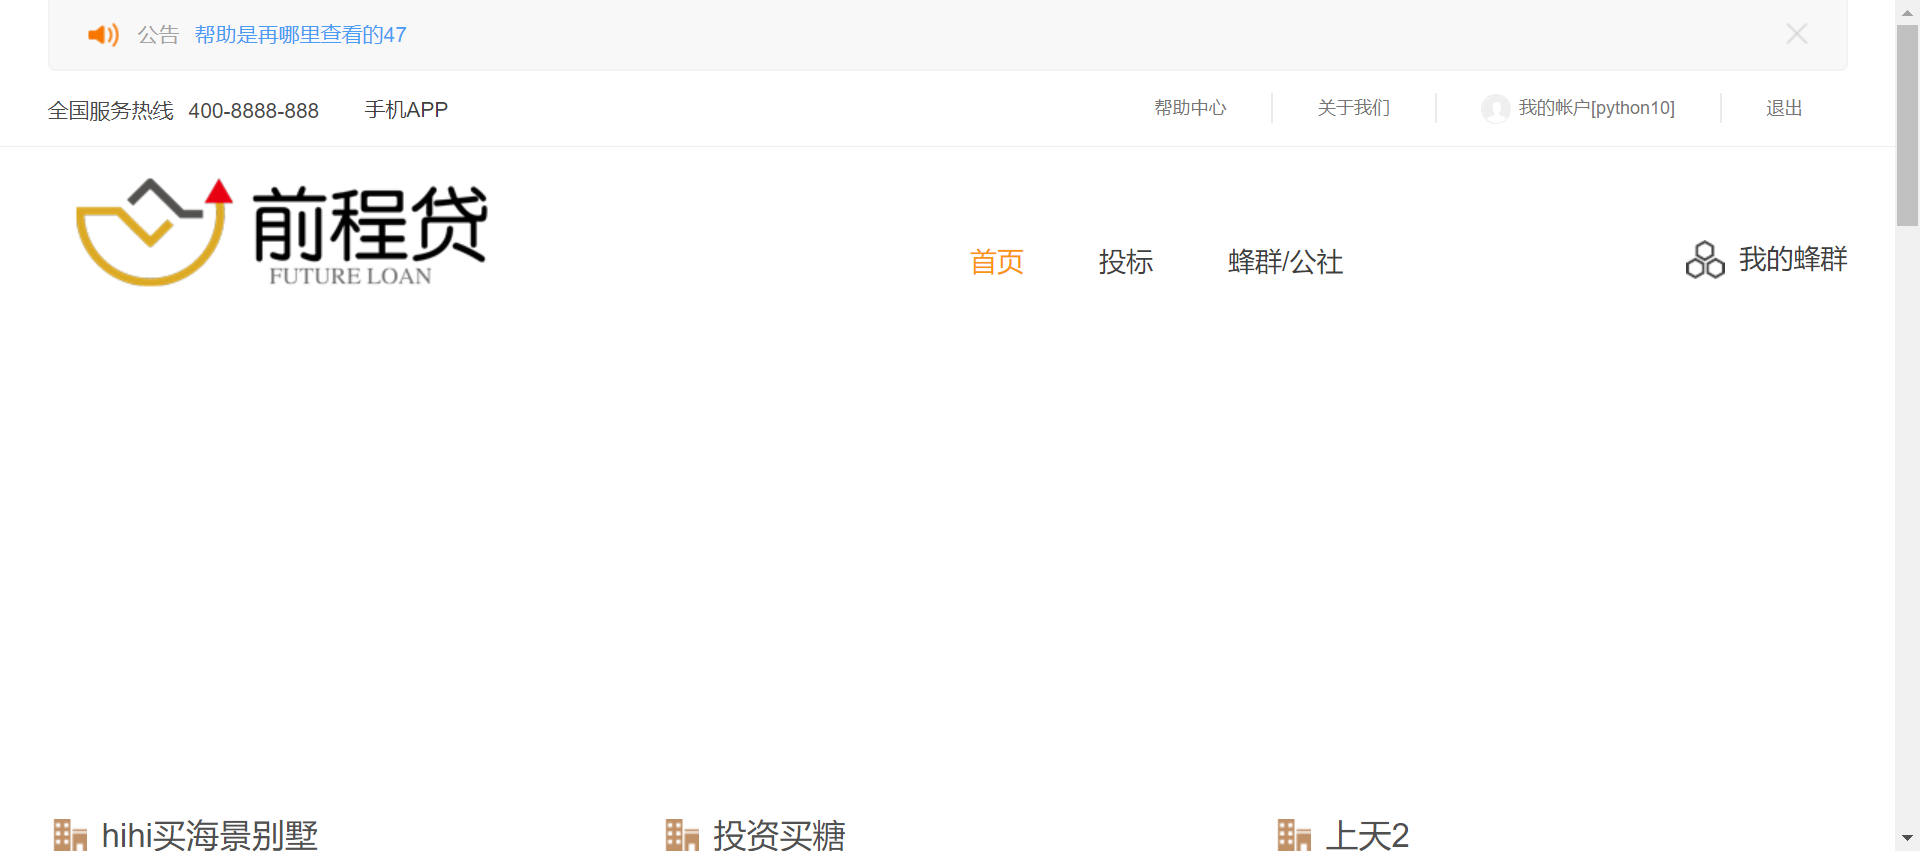 公告 帮助是再哪里查看的47
全国服务热线 400-8888-888 手机APP 帮助中心 关于我们 我的帐户[python10] 退出
前程贷
FUTURE LOAN
首页 投标 蜂群/公社 我的蜂群
hihi买海景别墅 投资买糖 上天2